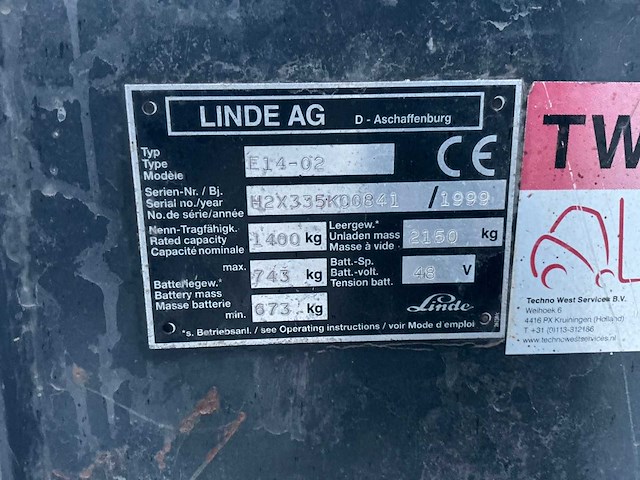 LINDE AG D - Aschaffenburg
Typ
Type
Modèle
E14-02
CE
Serien-Nr. / Bj.
Serial no./year
No.de série/année
H2X335K00841 / 1999
Nenn-Tragfähigk.
Rated capacity
Capacité nominale
1400 kg
Leergew.*
Unladen mass
Masse à vide
2150 kg
max.
743 kg
Batteriegew.*
Battery mass
Masse batterie
min.
673 kg
Batt.-Sp.
Batt.-volt.
Tension batt.
48 V
Linde
*s. Betriebsanl. / see Operating instructions / voir Mode d'emploi
TW
L
Techno West Services B.V.
Weihoek 6
4416 PX Kruiningen (Holland)
T. +31 (0)113-312186
www.technowestservices.nl